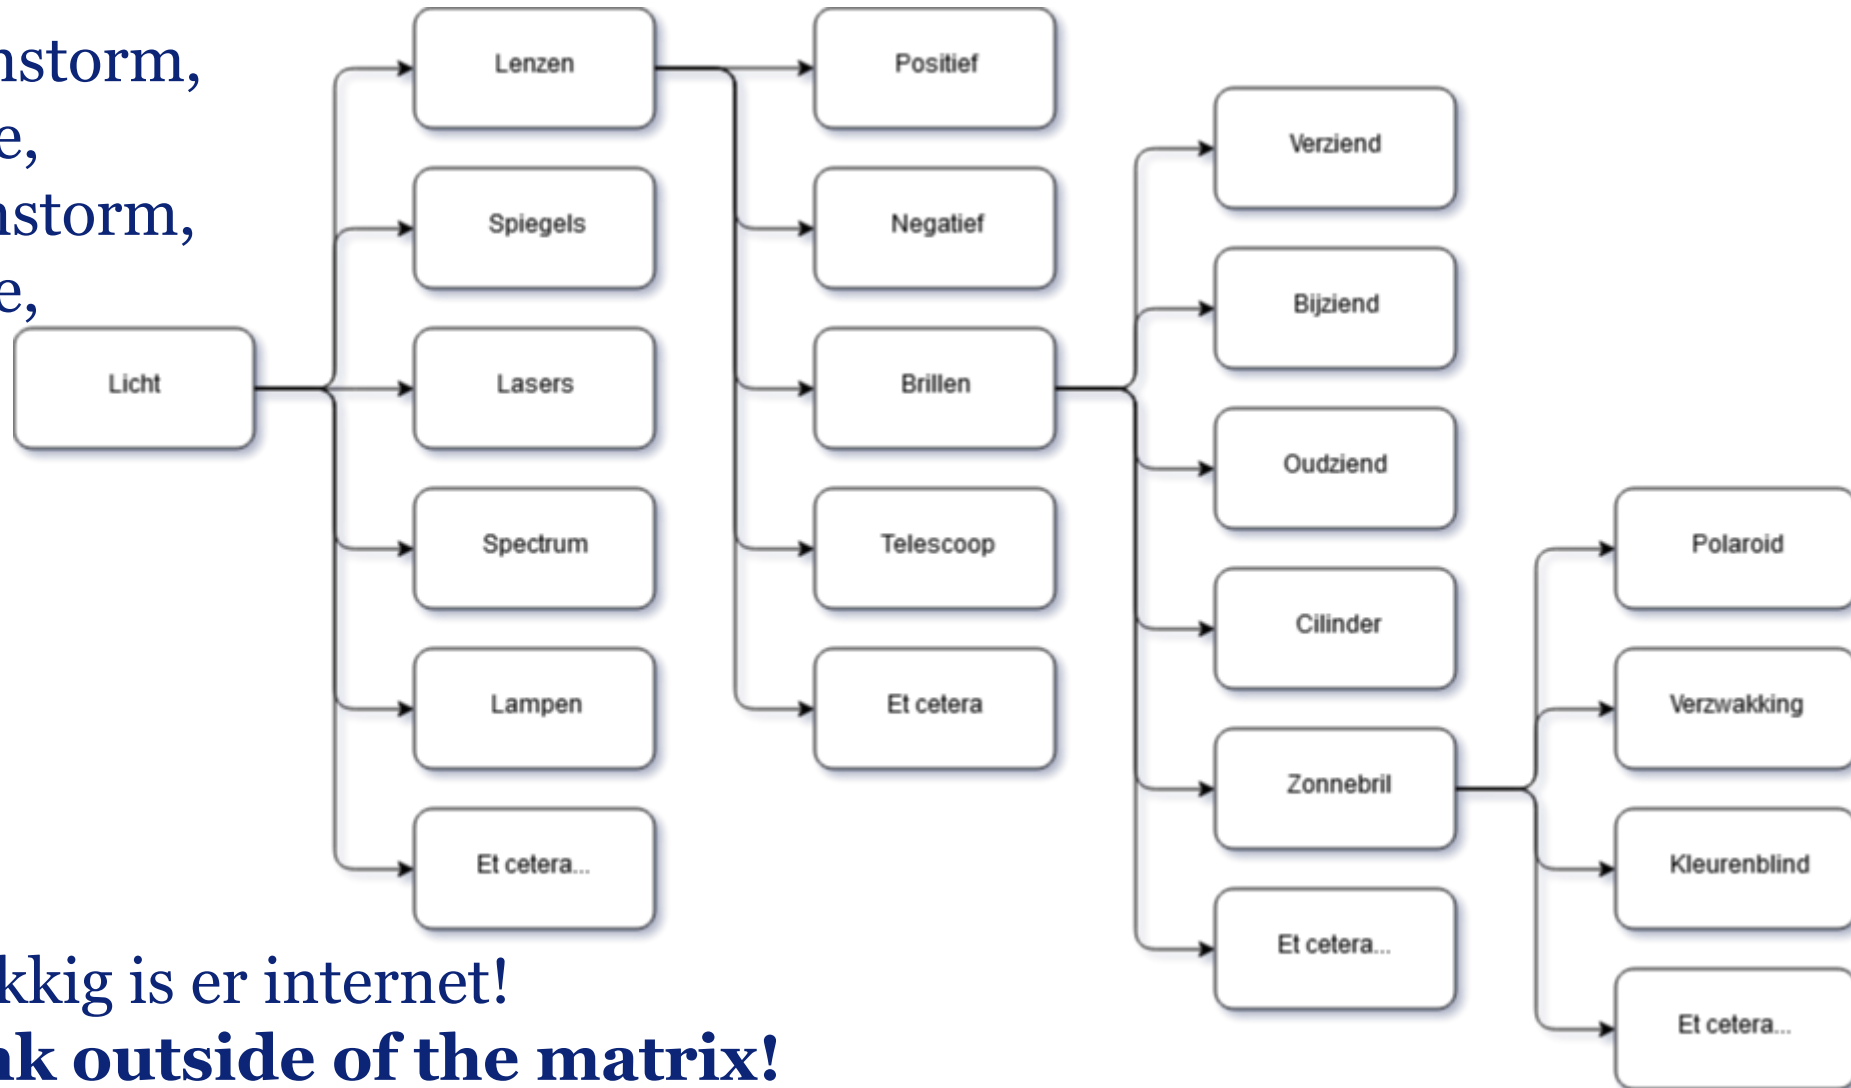 nstorm,
e,
nstorm,
e,
Licht
Lenzen
Spiegels
Lasers
Spectrum
Lampen
Et cetera...
Positief
Negatief
Brillen
Telescoop
Et cetera
Verziend
Bijziend
Oudziend
Cilinder
Zonnebril
Et cetera...
Polaroid
Verzwakking
Kleurenblind
Et cetera...
kkig is er internet!
nk outside of the matrix!